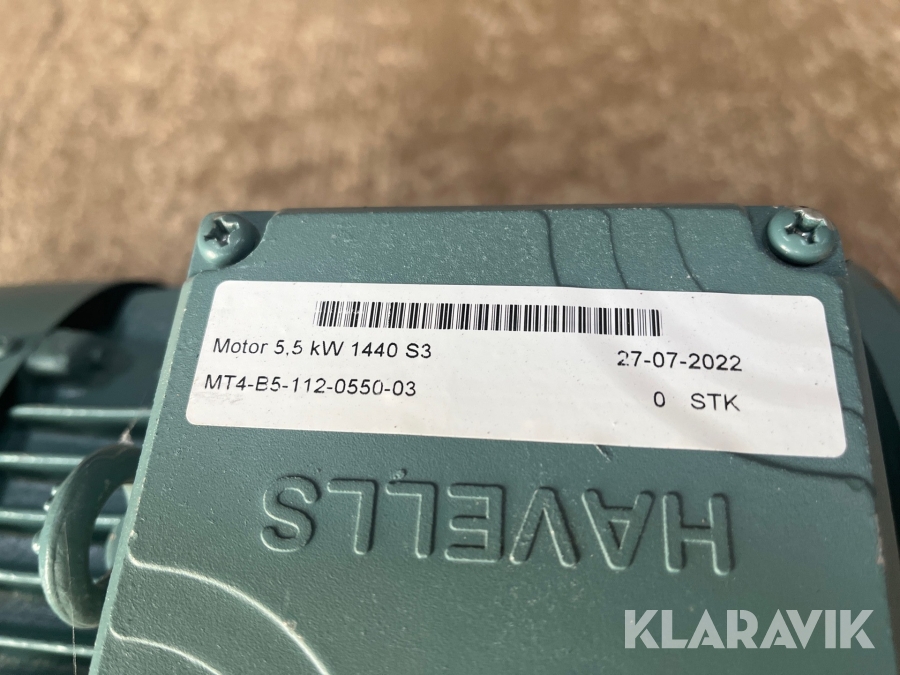 Motor 5,5 kW 1440 S3 27-07-2022
MT4-B5-112-0550-03 0 STK
HAVELLS
KLARAVIK